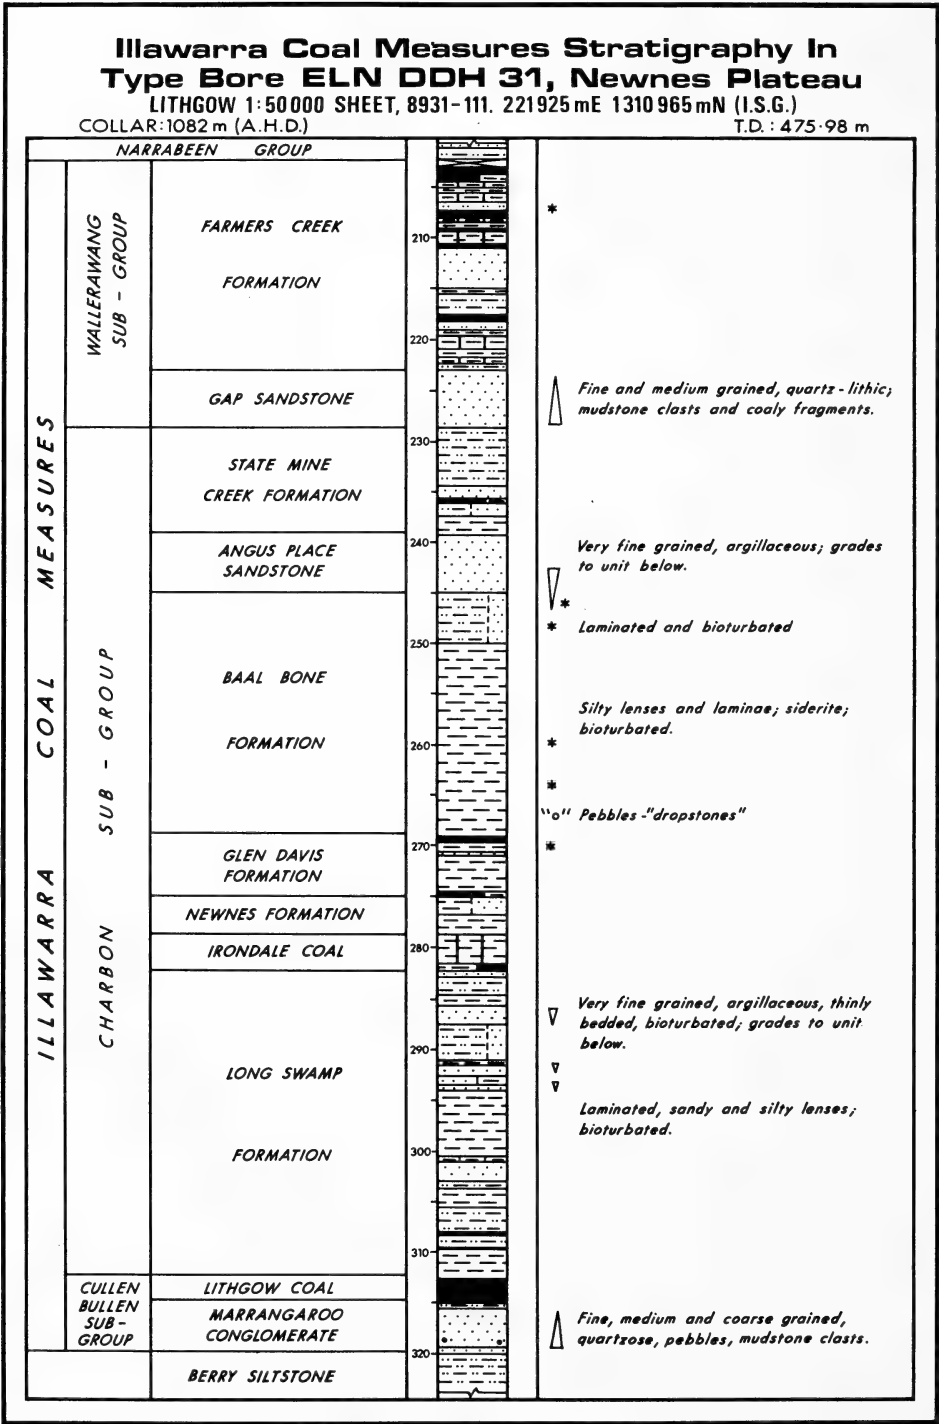 Illawarra Coal Measures Stratigraphy In
Type Bore ELN DDH 31, Newnes Plateau
LITHGOW 1:50000 SHEET, 8931-111. 221925mE 1310965mN (I.S.G.)
COLLAR:1082m (A.H.D.)
T.D.: 475·98 m
NARRABEEN GROUP
ILLAWARRA COAL MEASURES
WALLERAWANG
SUB - GROUP
FARMERS CREEK
FORMATION
GAP SANDSTONE
CHARBON SUB - GROUP
STATE MINE
CREEK FORMATION
ANGUS PLACE
SANDSTONE
BAAL BONE
FORMATION
GLEN DAVIS
FORMATION
NEWNES FORMATION
IRONDALE COAL
LONG SWAMP
FORMATION
CULLEN
BULLEN
SUB-
GROUP
LITHGOW COAL
MARRANGAROO
CONGLOMERATE
BERRY SILTSTONE
210
220
230
240
250
260
270
280
290
300
310
320
*
Fine and medium grained, quartz-lithic;
mudstone clasts and coaly fragments.
Very fine grained, argillaceous; grades
to unit below.
*
* Laminated and bioturbated
Silty lenses and laminae; siderite;
bioturbated.
*
*
"o" Pebbles -"dropstones"
*
Very fine grained, argillaceous, thinly
bedded, bioturbated; grades to unit
below.
Laminated, sandy and silty lenses;
bioturbated.
Fine, medium and coarse grained,
quartzose, pebbles, mudstone clasts.